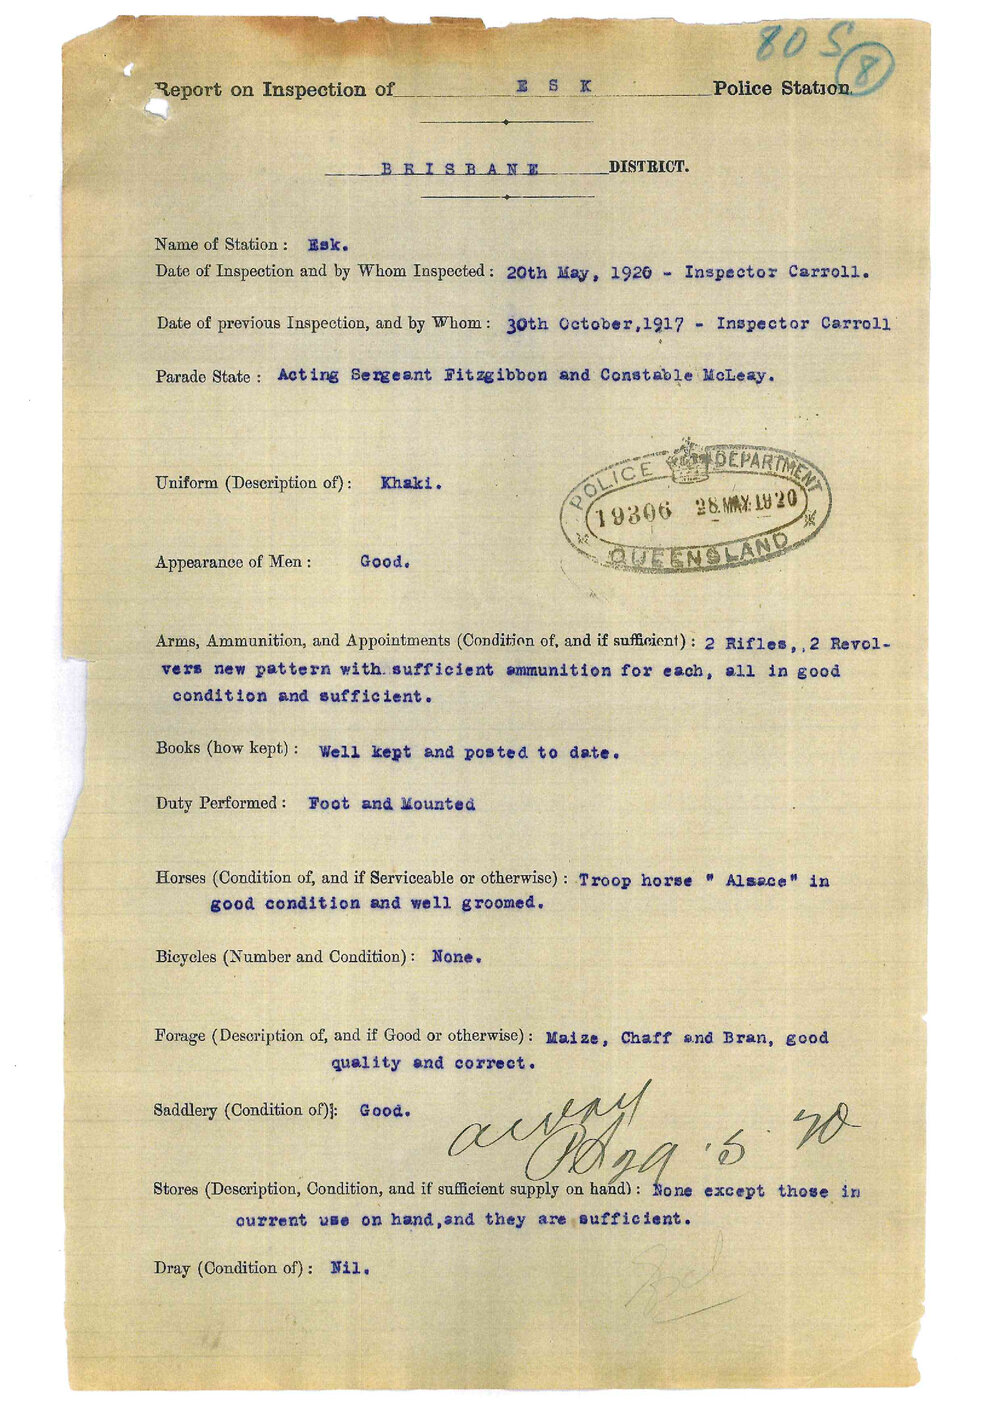 80 S
8
Report on Inspection of E S K Police Station.
B R I S B A N E DISTRICT.
Name of Station : Esk.
Date of Inspection and by Whom Inspected : 20th May, 1920 - Inspector Carroll.
Date of previous Inspection, and by Whom : 30th October,1917 - Inspector Carroll
Parade State : Acting Sergeant Fitzgibbon and Constable McLeay.
POLICE DEPARTMENT
Uniform (Description of) : Khaki.
19306 28.MAY.1920
QUEENSLAND
Appearance of Men : Good.
Arms, Ammunition, and Appointments (Condition of, and if sufficient) : 2 Rifles,,2 Revol-
vers new pattern with.sufficient ammunition for each, all in good
condition and sufficient.
Books (how kept) : Well kept and posted to date.
Duty Performed : Foot and Mounted
Horses (Condition of, and if Serviceable or otherwise) : Troop horse " Alsace" in
good condition and well groomed.
Bicycles (Number and Condition) : None.
Forage (Description of, and if Good or otherwise) : Maize, Chaff and Bran, good
quality and correct.
Saddlery (Condition of): Good.
29 . 5 . 20
Stores (Description, Condition, and if sufficient supply on hand) : None except those in
current use on hand,and they are sufficient.
Dray (Condition of) : Nil.